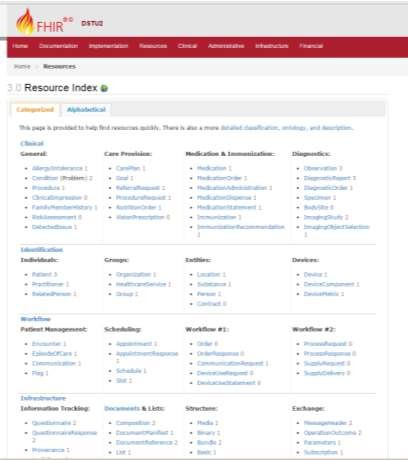 FHIR DSTU2
Home Documentation Implementation Resources Clinical Administrative Infrastructure Financial
Home > Resources
3.0 Resource Index
Categorized Alphabetical
This page is provided to help find resources quickly. There is also a more detailed classification, ontology, and description.
Clinical
General: Care Provision: Medication & Immunization: Diagnostics:
AllergyIntolerance 1 CarePlan 1 Medication 1 Observation 3
Condition (Problem) 2 Goal 1 MedicationOrder 1 DiagnosticReport 3
Procedure 1 ReferralRequest 1 MedicationAdministration 1 DiagnosticOrder 1
ClinicalImpression 0 ProcedureRequest 1 MedicationDispense 1 Specimen 1
FamilyMemberHistory 1 NutritionOrder 1 MedicationStatement 1 BodySite 0
RiskAssessment 0 VisionPrescription 0 Immunization 1 ImagingStudy 2
DetectedIssue 1 ImmunizationRecommendation 1 ImagingObjectSelection 1
Identification
Individuals: Groups: Entities: Devices:
Patient 3 Organization 1 Location 1 Device 1
Practitioner 1 HealthcareService 1 Substance 1 DeviceComponent 1
RelatedPerson 1 Group 1 Person 1 DeviceMetric 1
Contract 0
Workflow
Patient Management: Scheduling: Workflow #1: Workflow #2:
Encounter 1 Appointment 1 Order 0 ProcessRequest 0
EpisodeOfCare 1 AppointmentResponse 1 OrderResponse 0 ProcessResponse 0
Communication 1 Schedule 1 CommunicationRequest 1 SupplyRequest 0
Flag 1 Slot 1 DeviceUseRequest 0 SupplyDelivery 0
DeviceUseStatement 0
Infrastructure
Information Tracking: Documents & Lists: Structure: Exchange:
Questionnaire 2 Composition 2 Media 1 MessageHeader 2
QuestionnaireResponse 2 DocumentManifest 1 Binary 1 OperationOutcome 2
Provenance 1 DocumentReference 2 Bundle 2 Parameters 1
List 1 Basic 1 Subscription 1